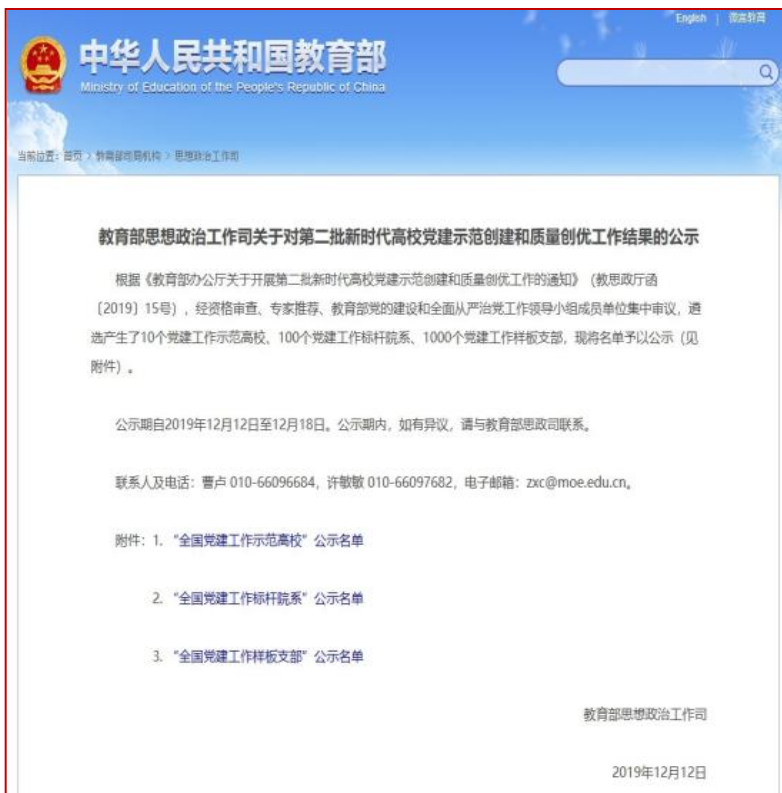 English | 微言教育
中华人民共和国教育部
Ministry of Education of the People's Republic of China
当前位置：首页 > 教育部司局机构 > 思想政治工作司
教育部思想政治工作司关于对第二批新时代高校党建示范创建和质量创优工作结果的公示
根据《教育部办公厅关于开展第二批新时代高校党建示范创建和质量创优工作的通知》（教思政厅函
〔2019〕15号），经资格审查、专家推荐、教育部党的建设和全面从严治党工作领导小组成员单位集中审议，遴
选产生了10个党建工作示范高校、100个党建工作标杆院系、1000个党建工作样板支部，现将名单予以公示（见
附件）。
公示期自2019年12月12日至12月18日。公示期内，如有异议，请与教育部思政司联系。
联系人及电话：曹卢 010-66096684，许敏敏 010-66097682，电子邮箱：zxc@moe.edu.cn。
附件：1. “全国党建工作示范高校”公示名单
2. “全国党建工作标杆院系”公示名单
3. “全国党建工作样板支部”公示名单
教育部思想政治工作司
2019年12月12日